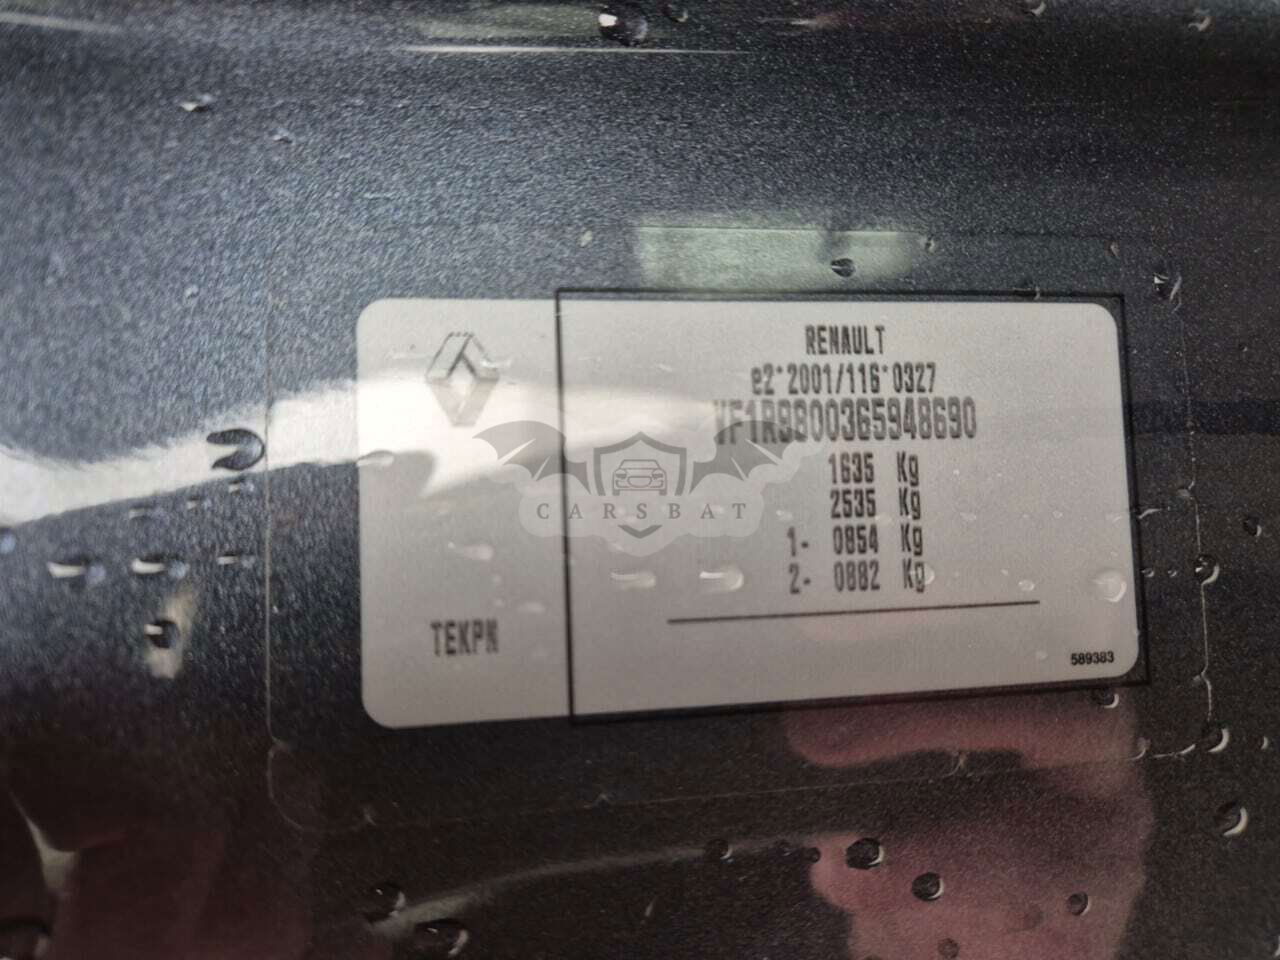 RENAULT
e2*2001/116*0327
VF1R9800365948690
1635 Kg
2535 Kg
1- 0854 Kg
2- 0882 Kg
TEKPN
589383
CARSBAT